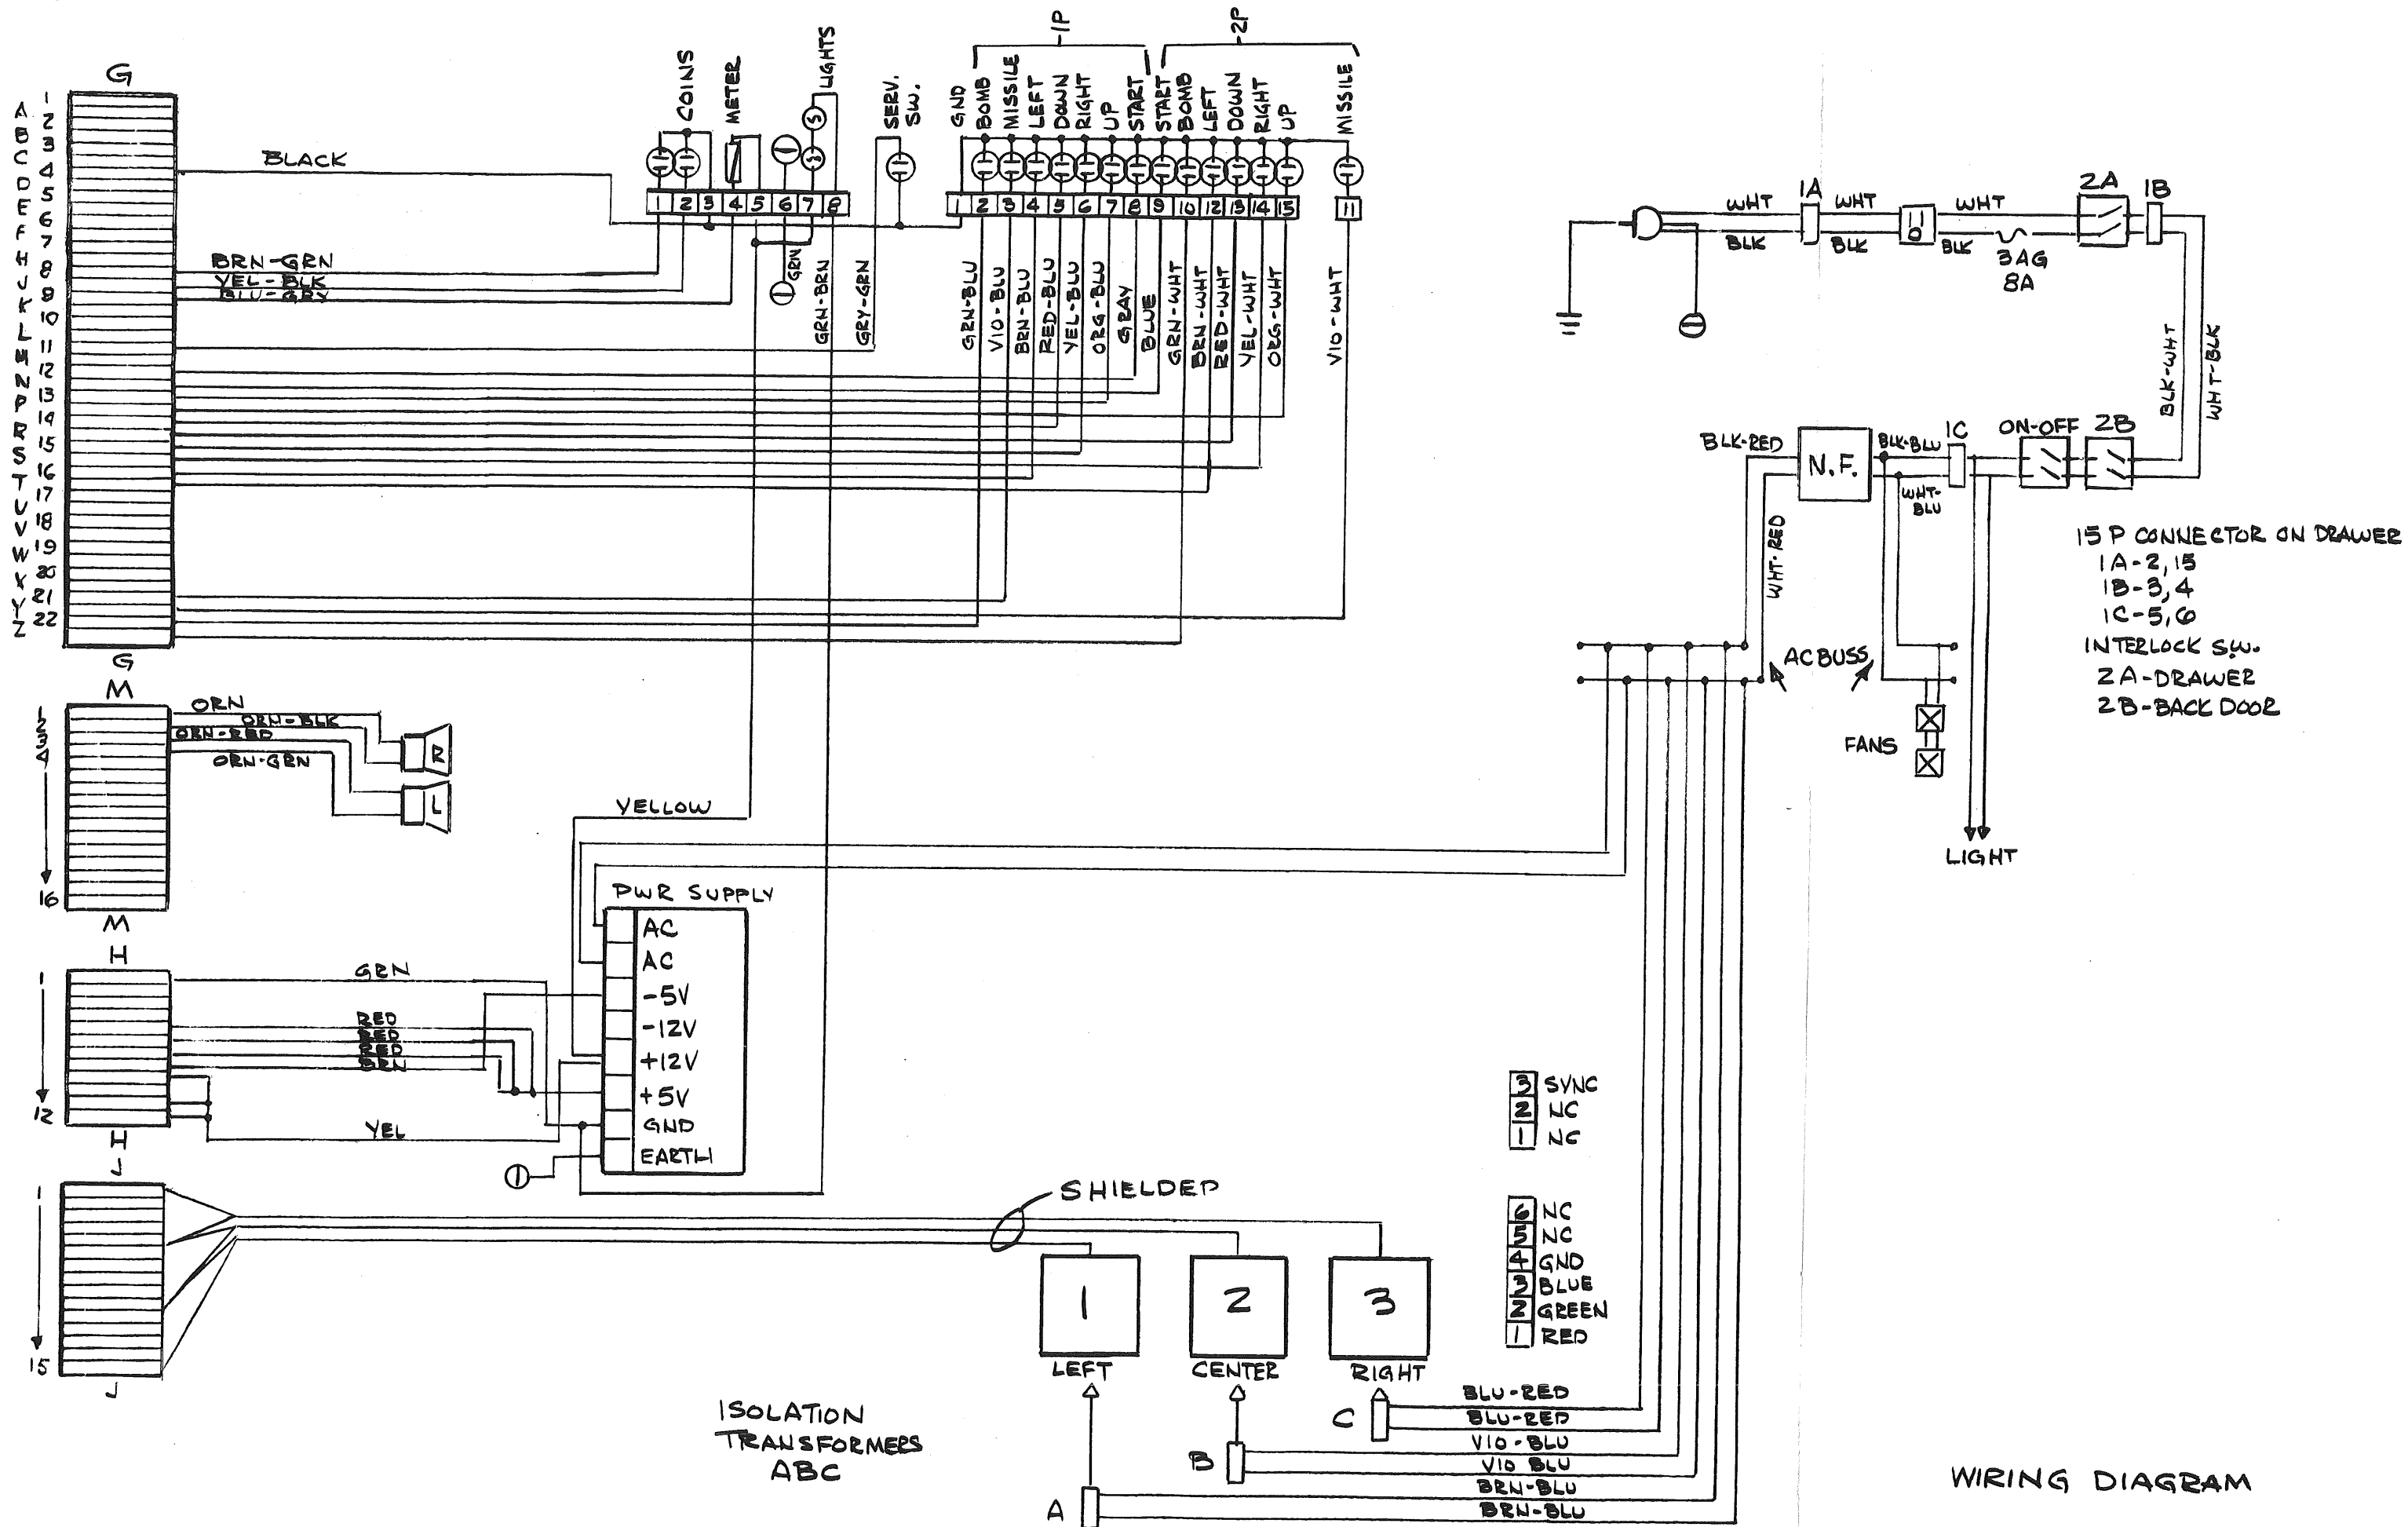 G
A
B
C
D
E
F
H
J
K
L
M
N
P
R
S
T
U
V
W
X
Y
Z
1
2
3
4
5
6
7
8
9
10
11
12
13
14
15
16
17
18
19
20
21
22
G
BLACK
BRN-GRN
YEL-BLK
BLU-GRY
COINS
METER
LIGHTS
SERV. SW.
1 2 3 4 5 6 7 8
GRN
GRN-BRN
GRY-GRN
-1P
-2P
GND
BOMB
MISSILE
LEFT
DOWN
RIGHT
UP
START
START
BOMB
LEFT
DOWN
RIGHT
UP
MISSILE
1 2 3 4 5 6 7 8 9 10 12 13 14 15
11
GRN-BLU
VIO-BLU
BRN-BLU
RED-BLU
YEL-BLU
ORG-BLU
GRAY
BLUE
GRN-WHT
BRN-WHT
RED-WHT
YEL-WHT
ORG-WHT
VIO-WHT
WHT
1A
WHT
WHT
2A
1B
BLK
BLK
BLK
3AG
8A
BLK-WHT
WHT-BLK
BLK-RED
N.F.
BLK-BLU
1C
ON-OFF
2B
WHT-BLU
WHT-RED
15 P CONNECTOR ON DRAWER
1A-2,15
1B-3,4
1C-5,6
INTERLOCK SW.
2A-DRAWER
2B-BACK DOOR
AC BUSS
FANS
LIGHT
M
1
2
3
4
16
M
ORN
ORN-BLK
ORN-RED
ORN-GRN
R
L
YELLOW
PWR SUPPLY
AC
AC
-5V
-12V
+12V
+5V
GND
EARTH
H
1
12
H
GRN
RED
RED
RED
BRN
YEL
J
1
15
J
SHIELDED
1
LEFT
2
CENTER
3
RIGHT
3 SYNC
2 NC
1 NC
6 NC
5 NC
4 GND
3 BLUE
2 GREEN
1 RED
C
BLU-RED
BLU-RED
B
VIO-BLU
VIO BLU
A
BRN-BLU
BRN-BLU
ISOLATION
TRANSFORMERS
ABC
WIRING DIAGRAM